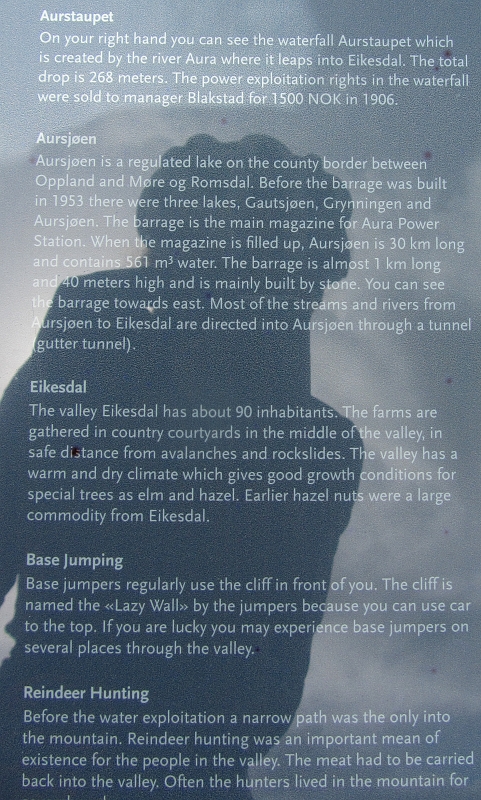 Aurstaupet
On your right hand you can see the waterfall Aurstaupet which
is created by the river Aura where it leaps into Eikesdal. The total
drop is 268 meters. The power exploitation rights in the waterfall
were sold to manager Blakstad for 1500 NOK in 1906.
Aursjøen
Aursjøen is a regulated lake on the county border between
Oppland and Møre og Romsdal. Before the barrage was built
in 1953 there were three lakes, Gautsjøen, Grynningen and
Aursjøen. The barrage is the main magazine for Aura Power
Station. When the magazine is filled up, Aursjøen is 30 km long
and contains 561 m³ water. The barrage is almost 1 km long
and 40 meters high and is mainly built by stone. You can see
the barrage towards east. Most of the streams and rivers from
Aursjøen to Eikesdal are directed into Aursjøen through a tunnel
(gutter tunnel).
Eikesdal
The valley Eikesdal has about 90 inhabitants. The farms are
gathered in country courtyards in the middle of the valley, in
safe distance from avalanches and rockslides. The valley has a
warm and dry climate which gives good growth conditions for
special trees as elm and hazel. Earlier hazel nuts were a large
commodity from Eikesdal.
Base Jumping
Base jumpers regularly use the cliff in front of you. The cliff is
named the «Lazy Wall» by the jumpers because you can use car
to the top. If you are lucky you may experience base jumpers on
several places through the valley.
Reindeer Hunting
Before the water exploitation a narrow path was the only into
the mountain. Reindeer hunting was an important mean of
existence for the people in the valley. The meat had to be carried
back into the valley. Often the hunters lived in the mountain for